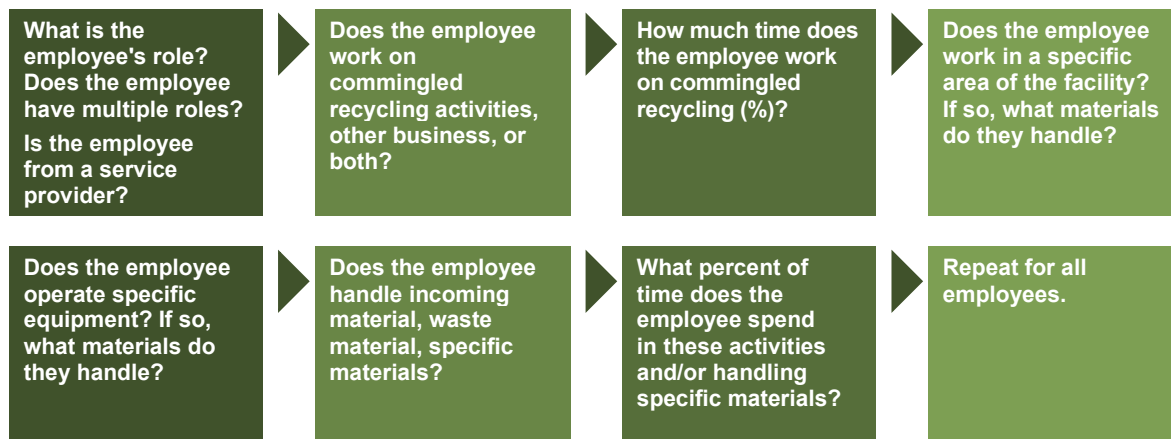 What is the
employee's role?
Does the employee
have multiple roles?
Is the employee
from a service
provider?
Does the employee
work on
commingled
recycling activities,
other business, or
both?
How much time does
the employee work
on commingled
recycling (%)?
Does the employee
work in a specific
area of the facility?
If so, what materials
do they handle?
Does the employee
operate specific
equipment? If so,
what materials do
they handle?
Does the employee
handle incoming
material, waste
material, specific
materials?
What percent of
time does the
employee spend
in these activities
and/or handling
specific materials?
Repeat for all
employees.